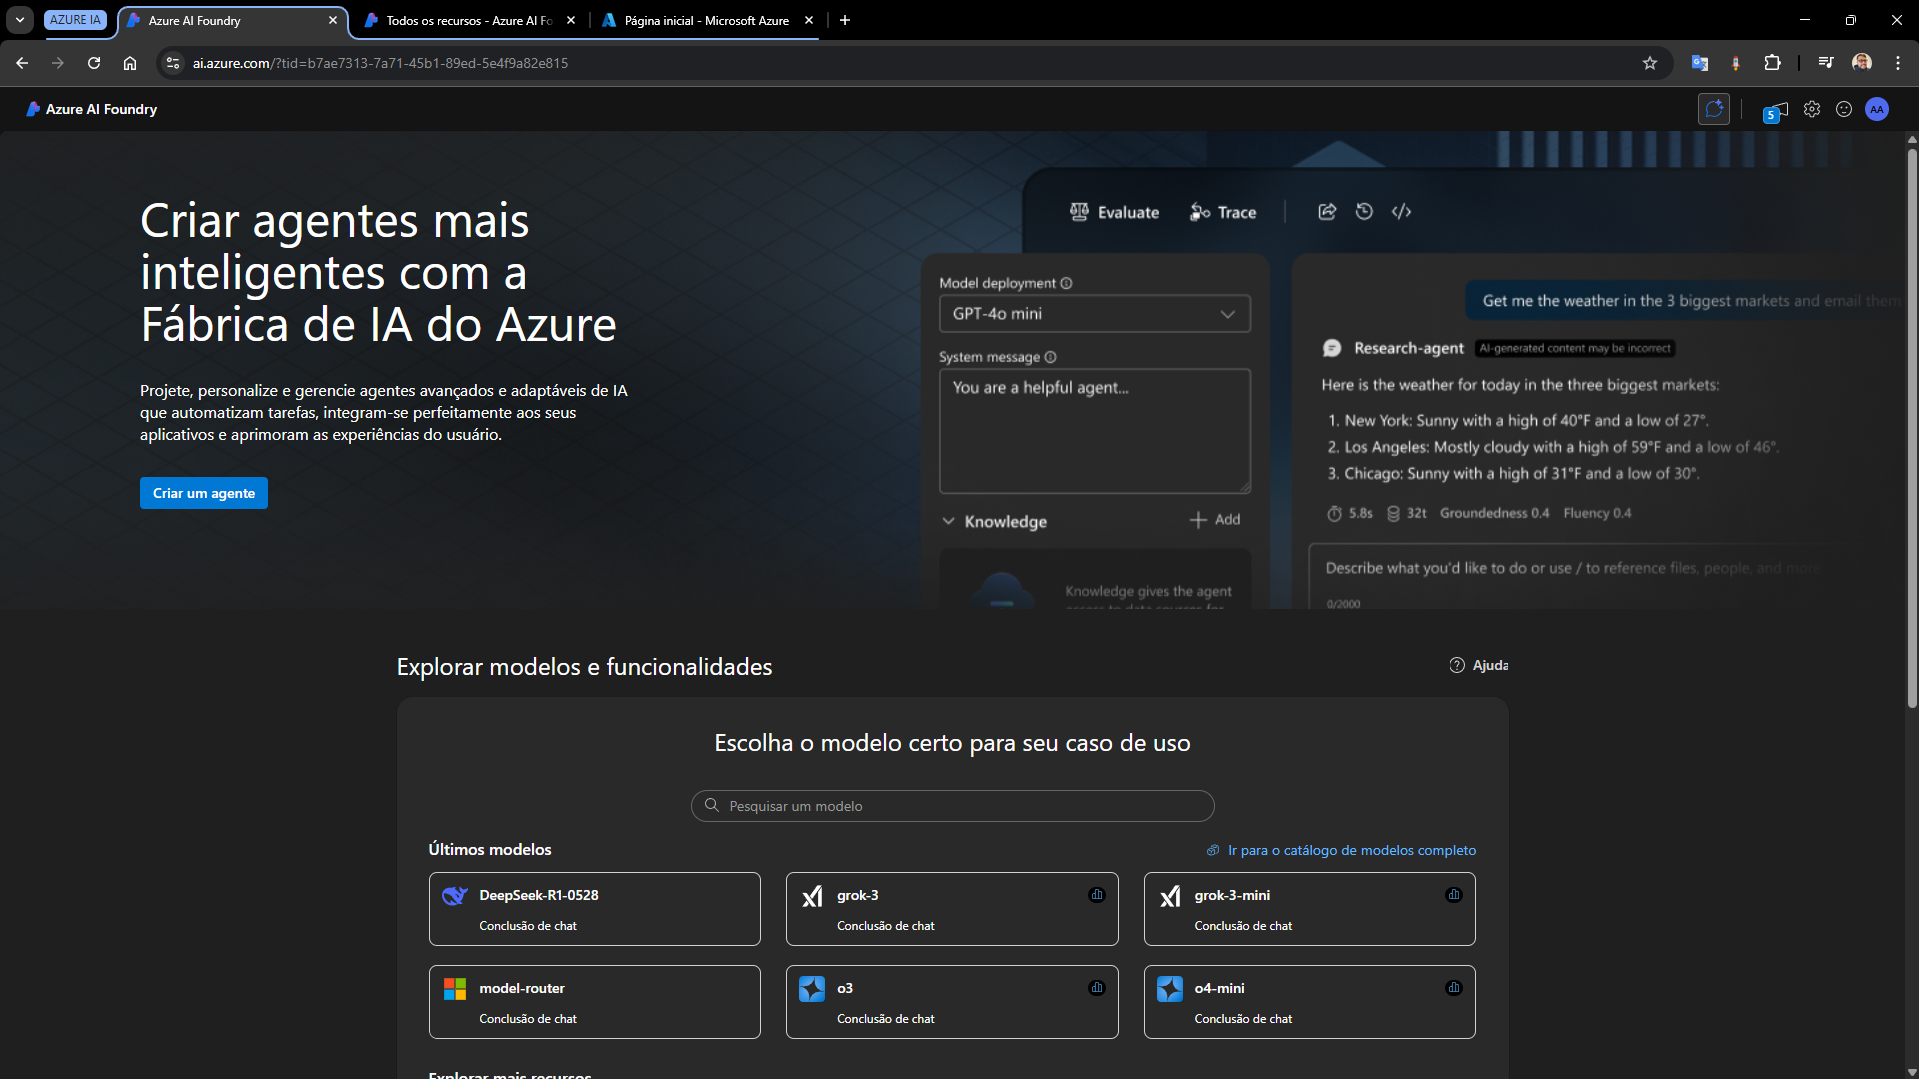 AZURE IA
Azure AI Foundry
Todos os recursos - Azure AI Fo
Página inicial - Microsoft Azure
ai.azure.com/?tid=b7ae7313-7a71-45b1-89ed-5e4f9a82e815
Azure AI Foundry
5
AA
Criar agentes mais
inteligentes com a
Fábrica de IA do Azure
Projete, personalize e gerencie agentes avançados e adaptáveis de IA
que automatizam tarefas, integram-se perfeitamente aos seus
aplicativos e aprimoram as experiências do usuário.
Criar um agente
Evaluate
Trace
Model deployment
GPT-4o mini
System message
You are a helpful agent...
Knowledge
Add
Knowledge gives the agent
access to data sources for
Get me the weather in the 3 biggest markets and email them
Research-agent
AI-generated content may be incorrect
Here is the weather for today in the three biggest markets:
1. New York: Sunny with a high of 40°F and a low of 27°.
2. Los Angeles: Mostly cloudy with a high of 59°F and a low of 46°.
3. Chicago: Sunny with a high of 31°F and a low of 30°.
5.8s 32t Groundedness 0.4 Fluency 0.4
Describe what you'd like to do or use / to reference files, people, and more
0/2000
Explorar modelos e funcionalidades
Ajuda
Escolha o modelo certo para seu caso de uso
Pesquisar um modelo
Últimos modelos
Ir para o catálogo de modelos completo
DeepSeek-R1-0528
Conclusão de chat
grok-3
Conclusão de chat
grok-3-mini
Conclusão de chat
model-router
Conclusão de chat
o3
Conclusão de chat
o4-mini
Conclusão de chat
Explorar mais recursos